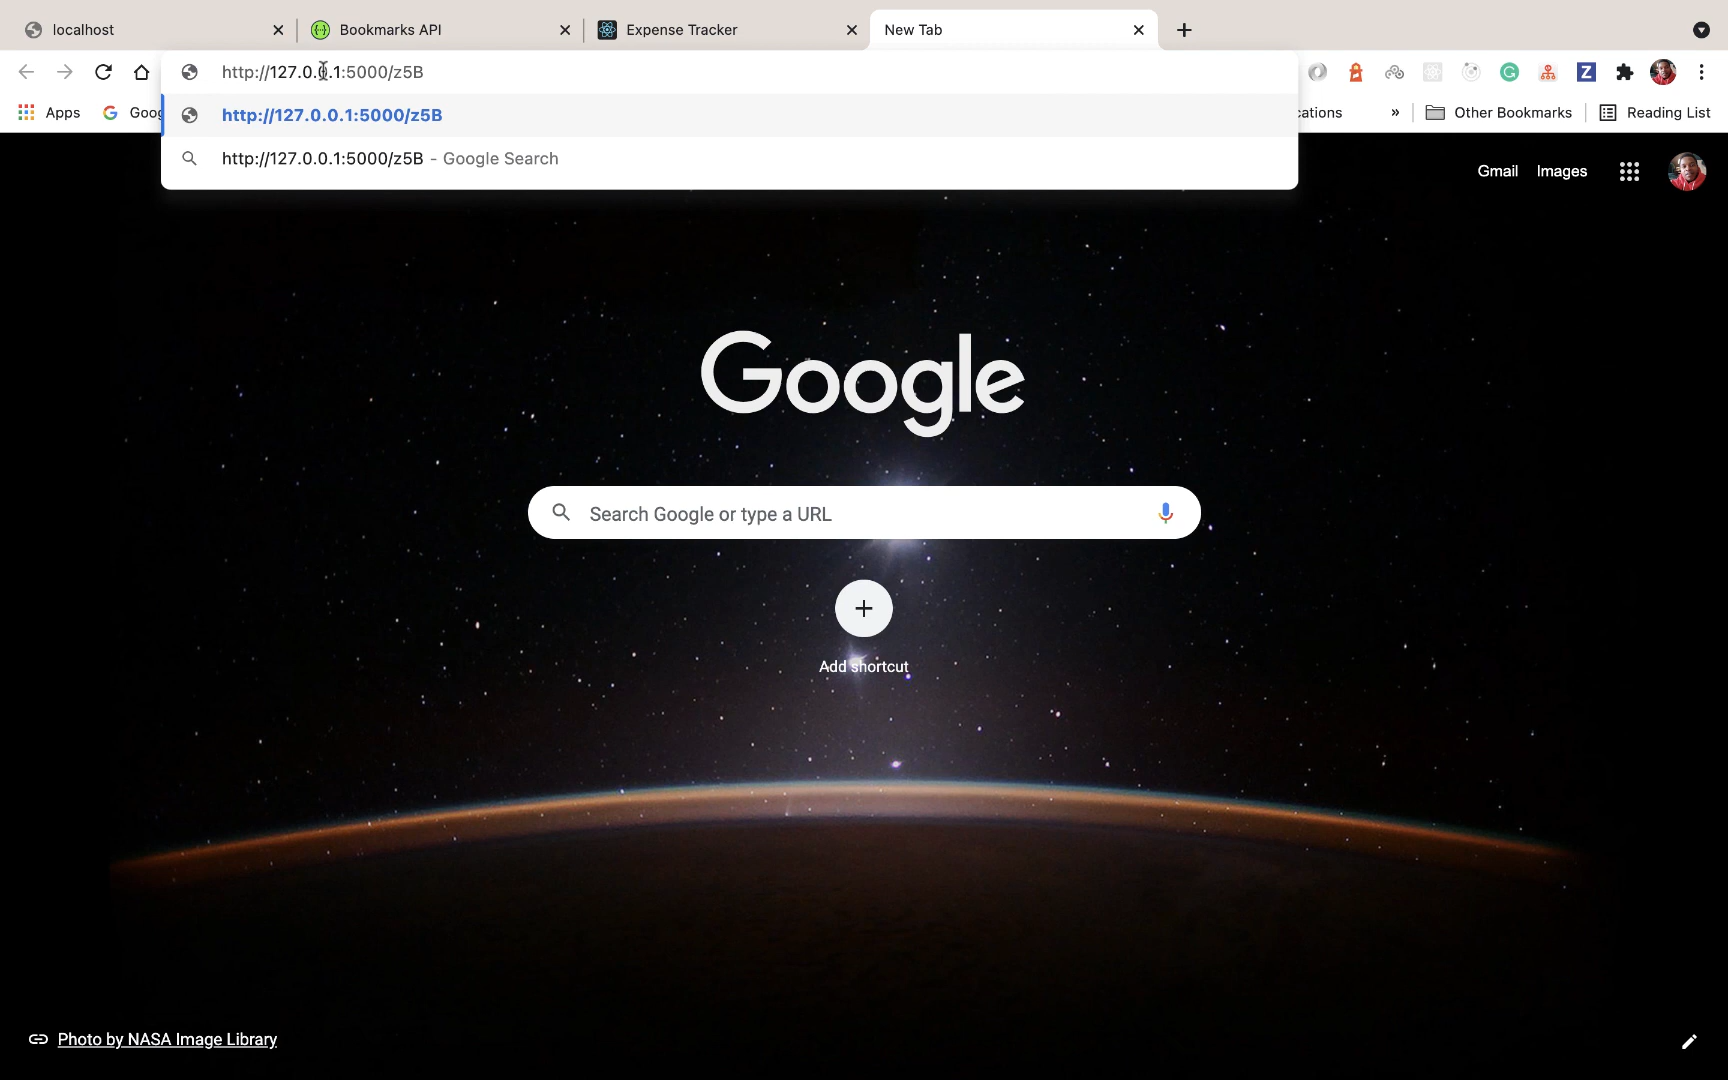 localhost
Bookmarks API
Expense Tracker
New Tab
http://127.0.0.1:5000/z5B
Apps
Goog
http://127.0.0.1:5000/z5B
cations
»
Other Bookmarks
Reading List
http://127.0.0.1:5000/z5B - Google Search
Gmail
Images
Google
Search Google or type a URL
Add shortcut
Photo by NASA Image Library